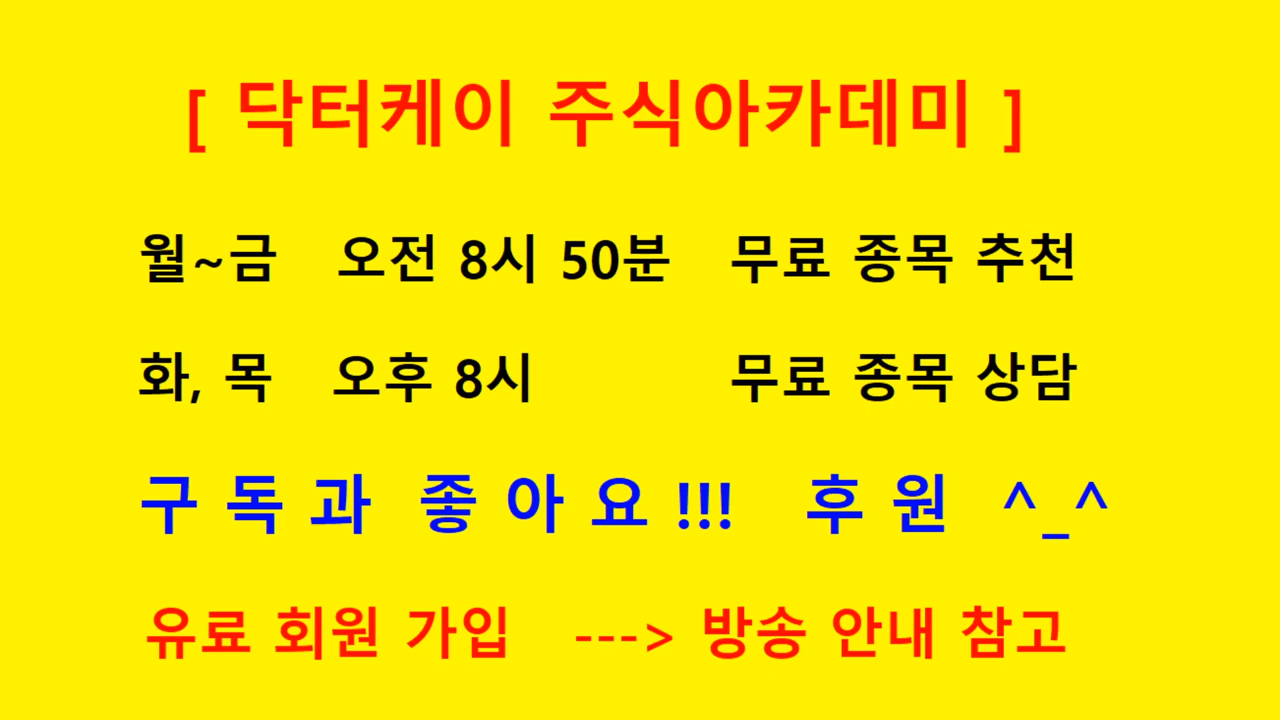 [ 닥터케이 주식아카데미 ]
월~금 오전 8시 50분 무료 종목 추천
화, 목 오후 8시 무료 종목 상담
구 독 과 좋 아 요 !!! 후 원 ^_^
유료 회원 가입 ---> 방송 안내 참고